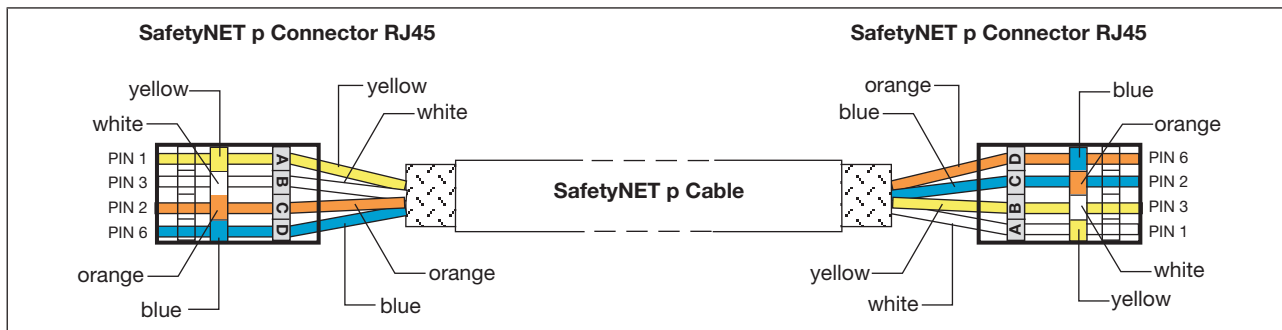 SafetyNET p Connector RJ45
SafetyNET p Connector RJ45
yellow
yellow
white
white
PIN 1
PIN 3
PIN 2
PIN 6
A
B
C
D
orange
blue
orange
blue
SafetyNET p Cable
orange
blue
blue
orange
D
C
B
A
PIN 6
PIN 2
PIN 3
PIN 1
yellow
white
white
yellow